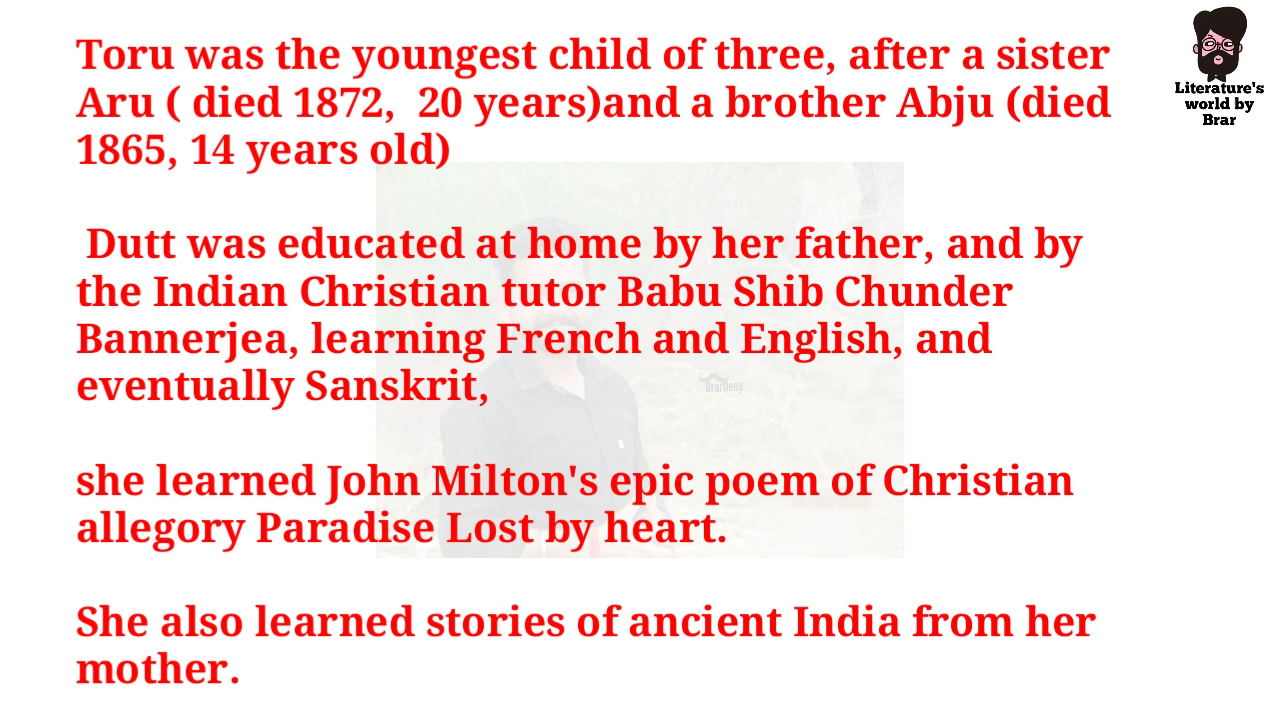 Toru was the youngest child of three, after a sister
Aru ( died 1872,  20 years)and a brother Abju (died
1865, 14 years old)
Dutt was educated at home by her father, and by
the Indian Christian tutor Babu Shib Chunder
Bannerjea, learning French and English, and
eventually Sanskrit,
she learned John Milton's epic poem of Christian
allegory Paradise Lost by heart.
She also learned stories of ancient India from her
mother.
Literature's
world by
Brar
BrarDeep